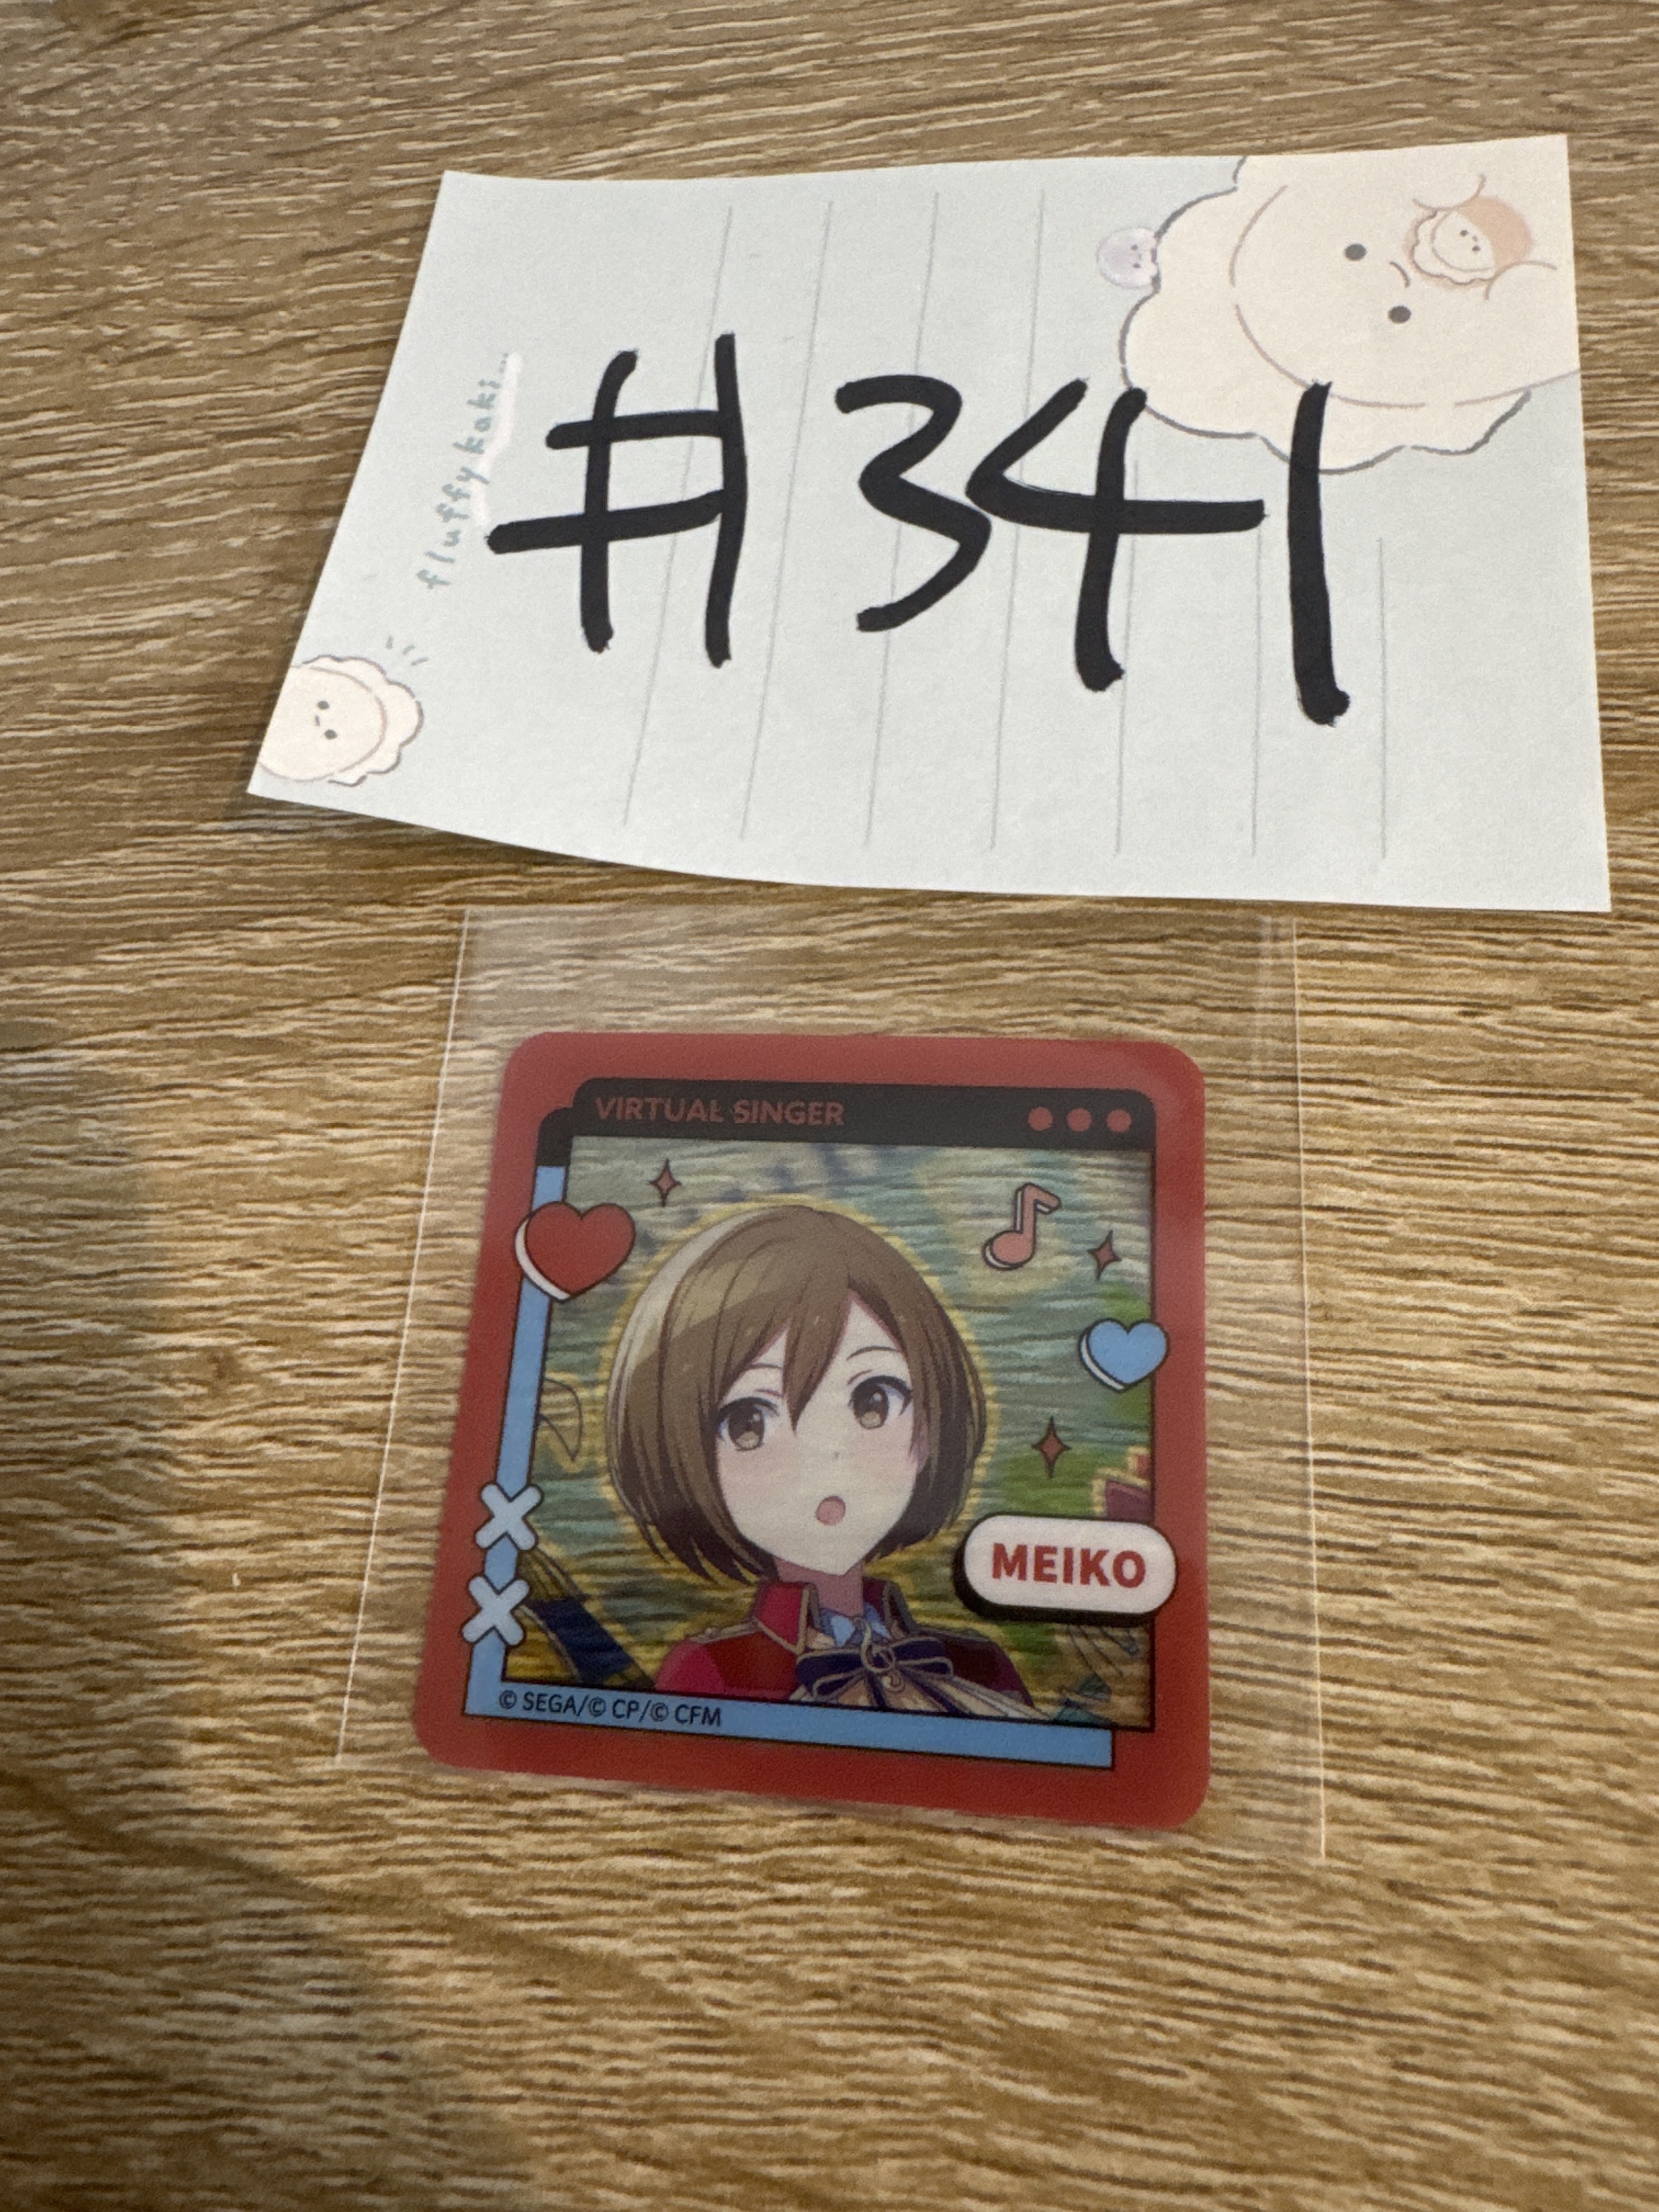 #341
fluffy kaki...
VIRTUAL SINGER
MEIKO
© SEGA/© CP/© CFM